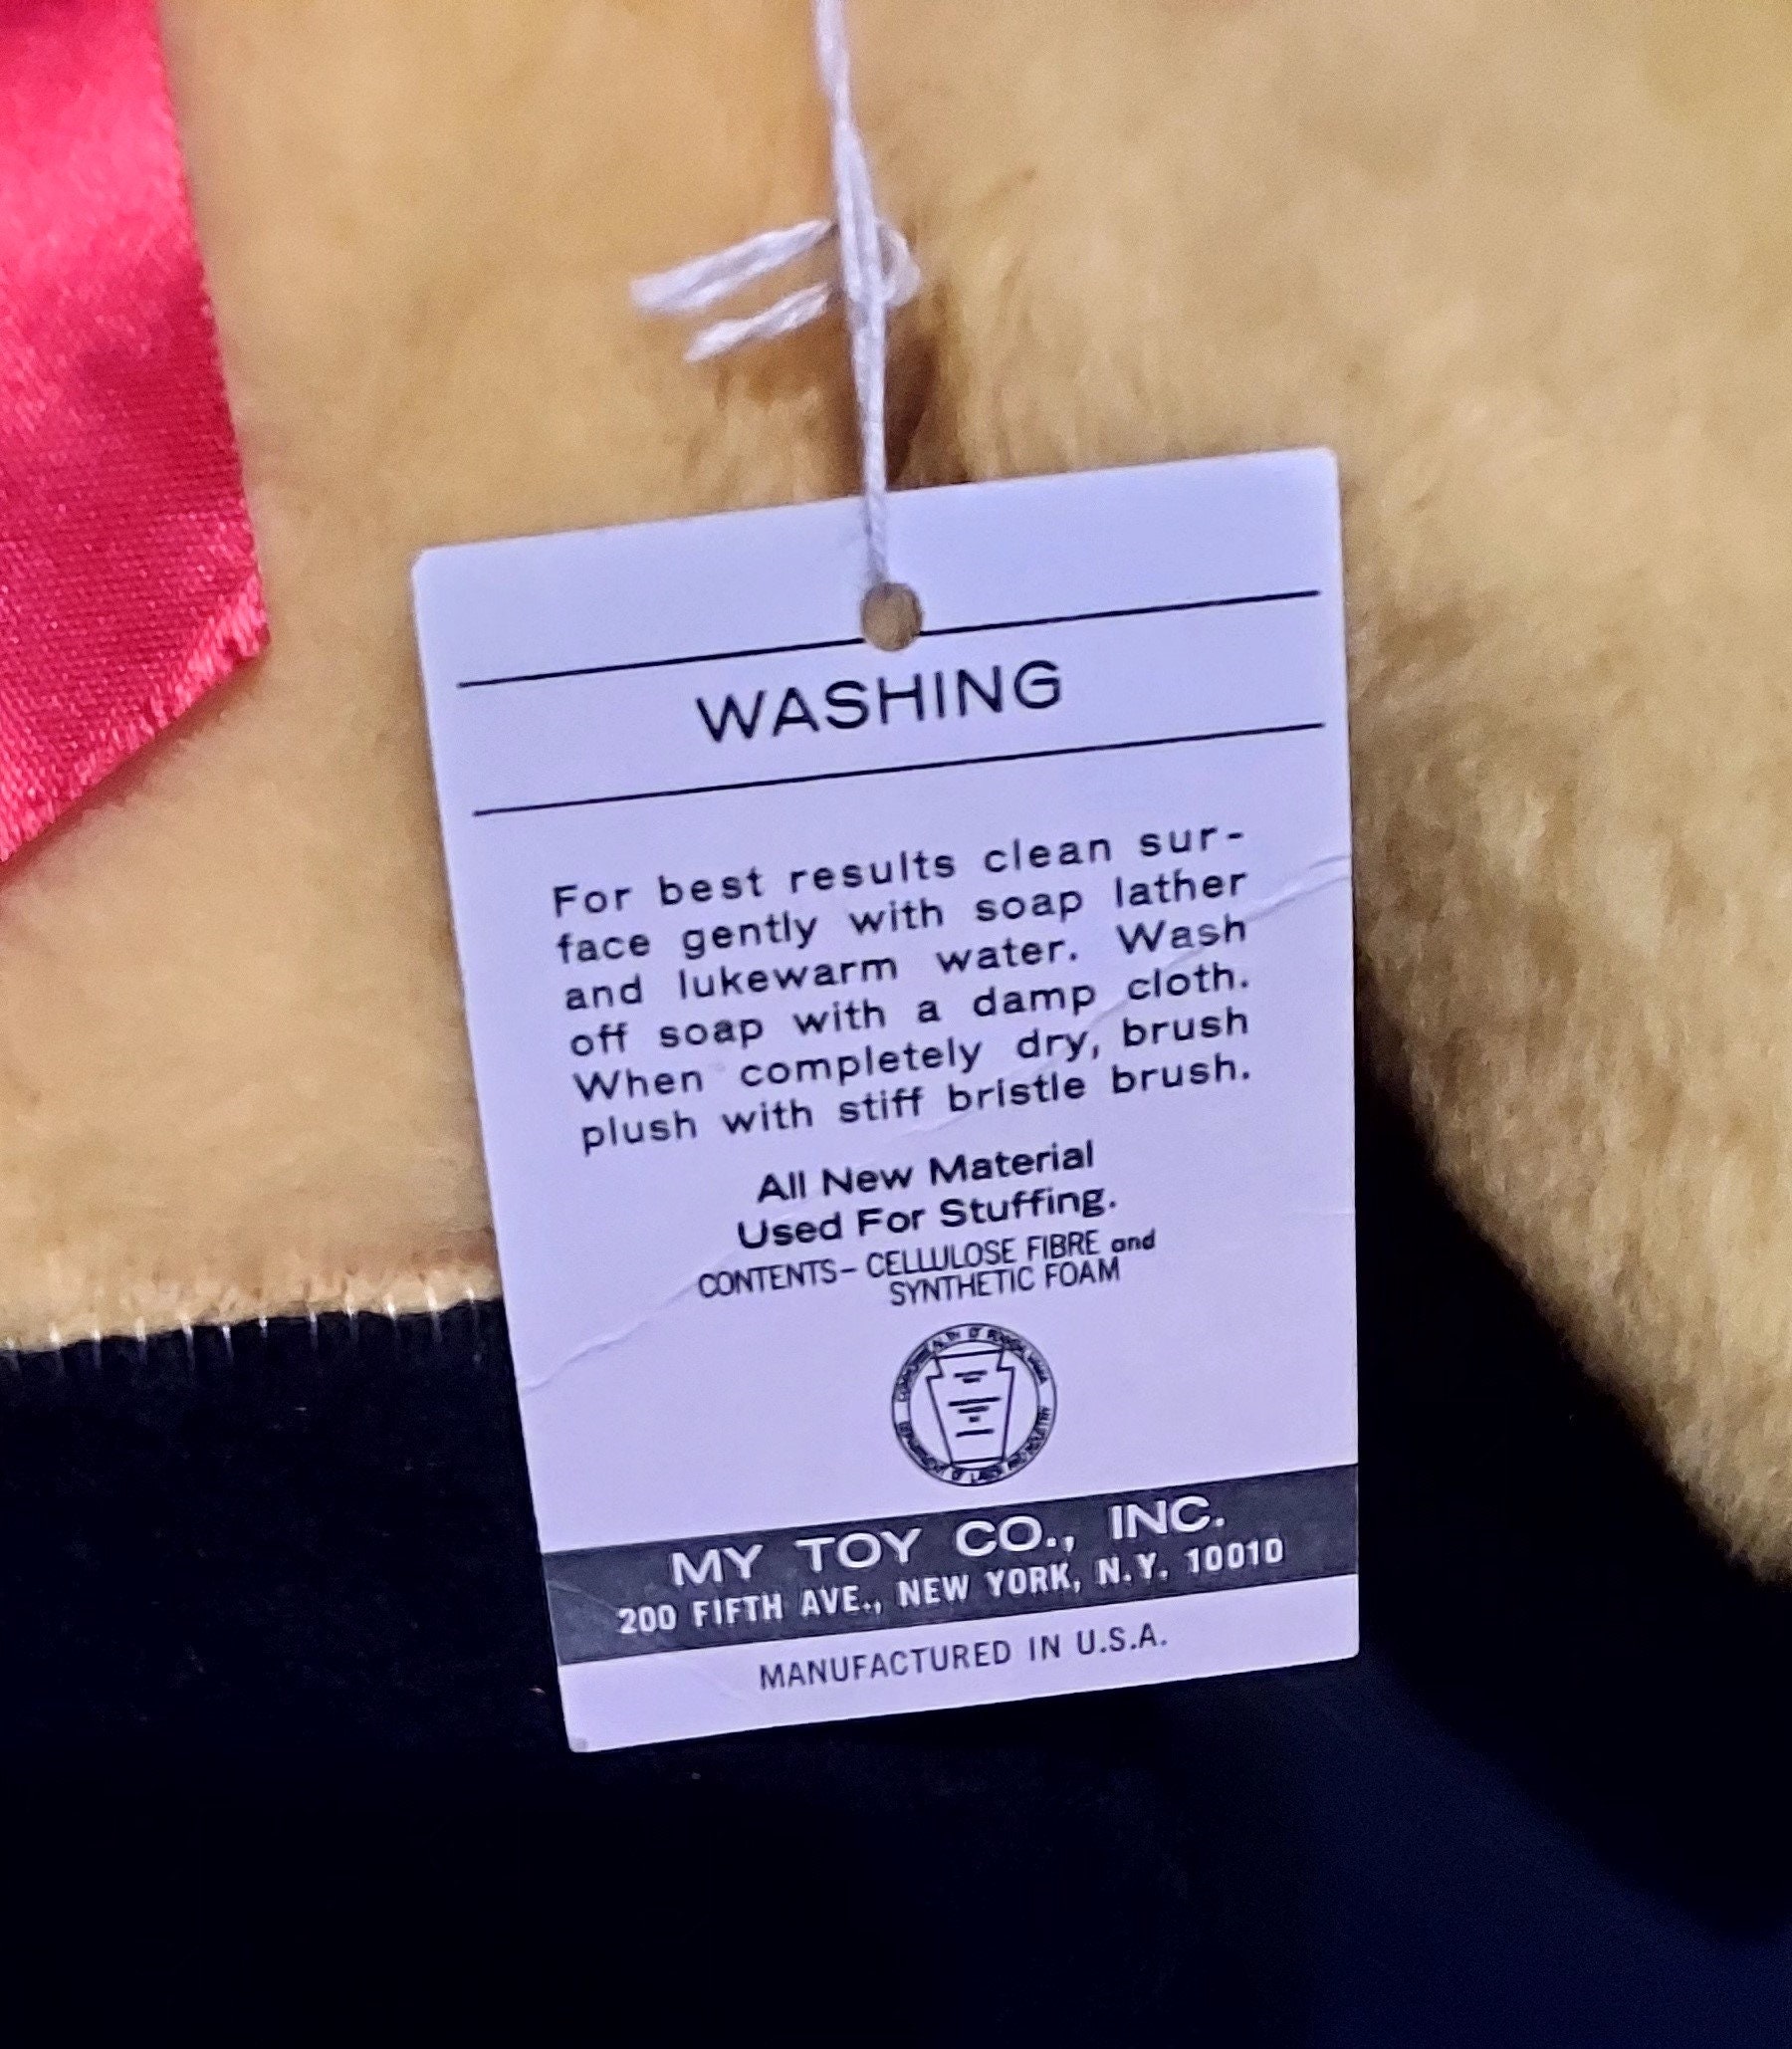 WASHING
For best results clean sur-
face gently with soap lather
and lukewarm water. Wash
off soap with a damp cloth.
When completely dry, brush
plush with stiff bristle brush.
All New Material
Used For Stuffing.
CONTENTS - CELLULOSE FIBRE and
SYNTHETIC FOAM
MY TOY CO., INC.
200 FIFTH AVE., NEW YORK, N.Y. 10010
MANUFACTURED IN U.S.A.